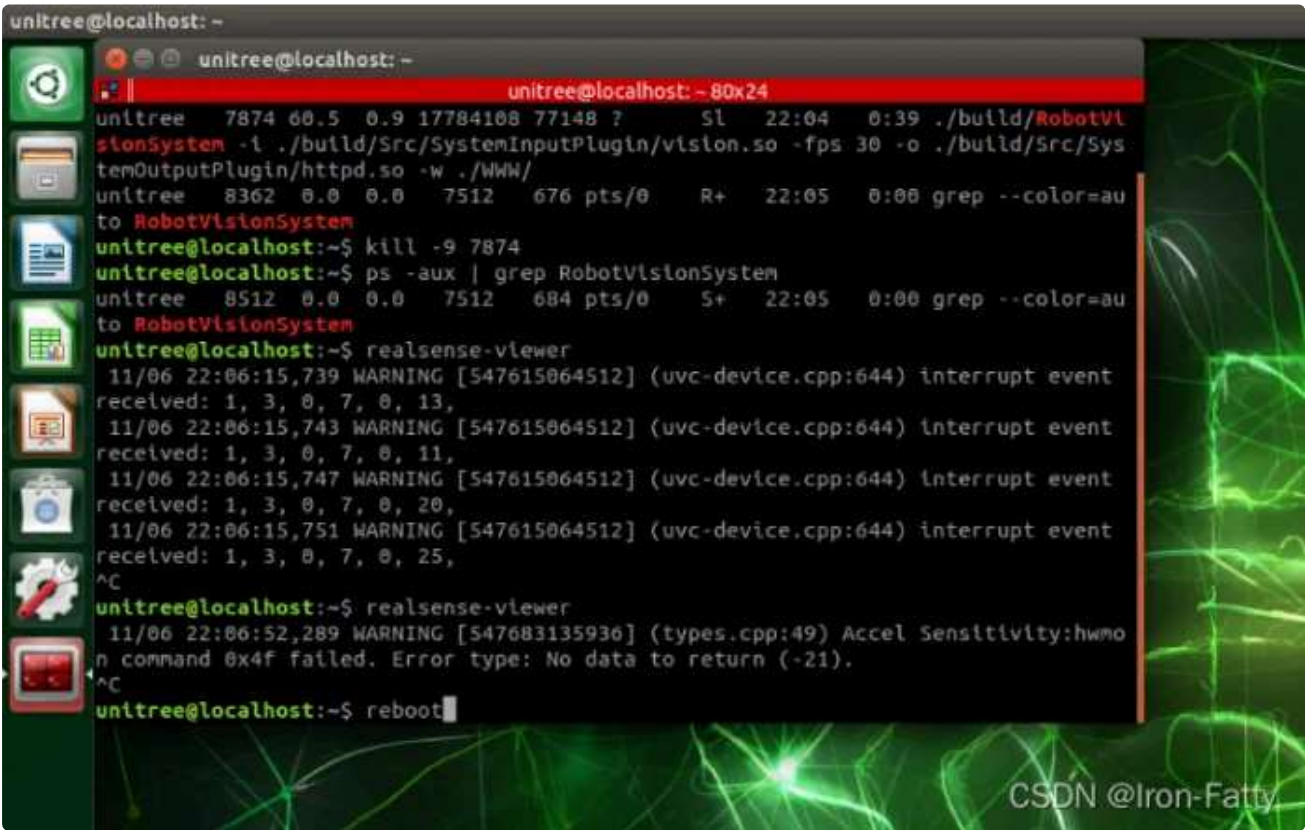 unitree@localhost: ~
unitree@localhost: ~
unitree@localhost: ~ 80x24
unitree   7874 60.5  0.9 17784108 77148 ?      Sl   22:04   0:39 ./build/RobotVi
sionSystem -i ./build/Src/SystemInputPlugin/vision.so -fps 30 -o ./build/Src/Sys
temOutputPlugin/httpd.so -w ./WWW/
unitree   8362  0.0  0.0   7512   676 pts/0    R+   22:05   0:00 grep --color=au
to RobotVisionSystem
unitree@localhost:~$ kill -9 7874
unitree@localhost:~$ ps -aux | grep RobotVisionSystem
unitree   8512  0.0  0.0   7512   684 pts/0    S+   22:05   0:00 grep --color=au
to RobotVisionSystem
unitree@localhost:~$ realsense-viewer
 11/06 22:06:15,739 WARNING [547615064512] (uvc-device.cpp:644) interrupt event
received: 1, 3, 0, 7, 0, 13,
 11/06 22:06:15,743 WARNING [547615064512] (uvc-device.cpp:644) interrupt event
received: 1, 3, 0, 7, 0, 11,
 11/06 22:06:15,747 WARNING [547615064512] (uvc-device.cpp:644) interrupt event
received: 1, 3, 0, 7, 0, 20,
 11/06 22:06:15,751 WARNING [547615064512] (uvc-device.cpp:644) interrupt event
received: 1, 3, 0, 7, 0, 25,
^C
unitree@localhost:~$ realsense-viewer
 11/06 22:06:52,289 WARNING [547683135936] (types.cpp:49) Accel Sensitivity:hwmo
n command 0x4f failed. Error type: No data to return (-21).
^C
unitree@localhost:~$ reboot
CSDN @Iron-Fatty